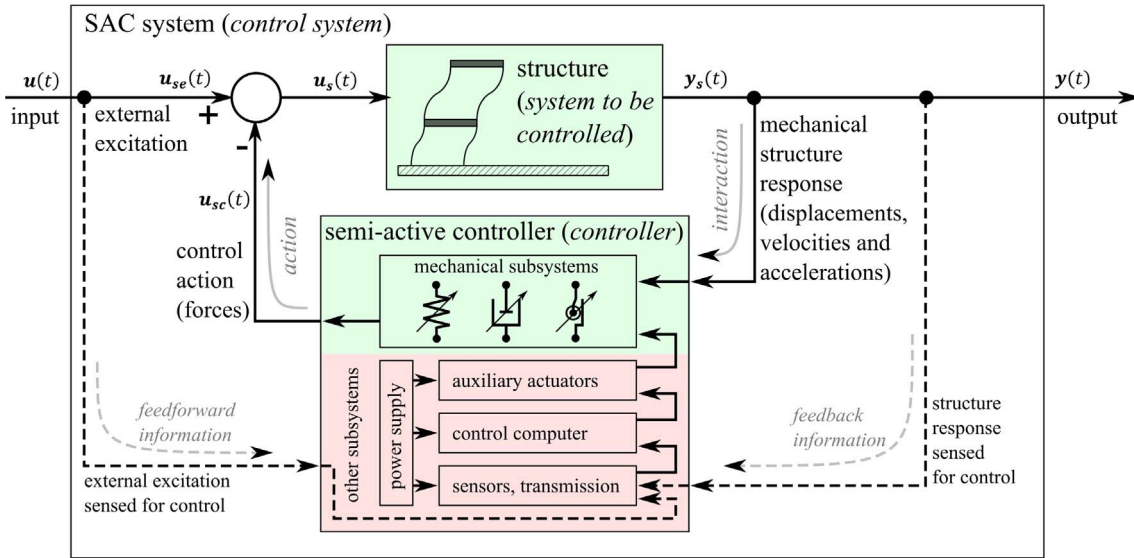 SAC system (control system)
u(t)
input
u_se(t)
+
-
external
excitation
u_s(t)
structure
(system to be
controlled)
y_s(t)
y(t)
output
mechanical
structure
response
(displacements,
velocities and
accelerations)
interaction
u_sc(t)
action
control
action
(forces)
semi-active controller (controller)
mechanical subsystems
other subsystems
power supply
auxiliary actuators
control computer
sensors, transmission
feedforward
information
external excitation
sensed for control
feedback
information
structure
response
sensed
for control